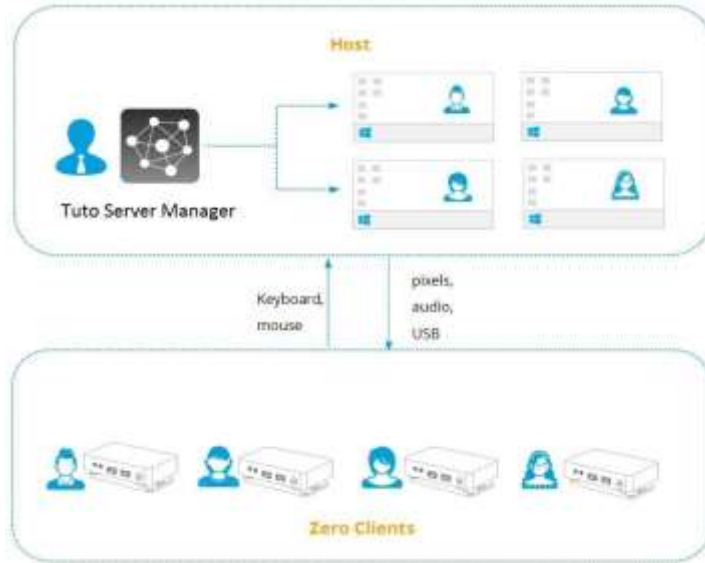 Host
Tuto Server Manager
Keyboard,
mouse
pixels,
audio,
USB
Zero Clients